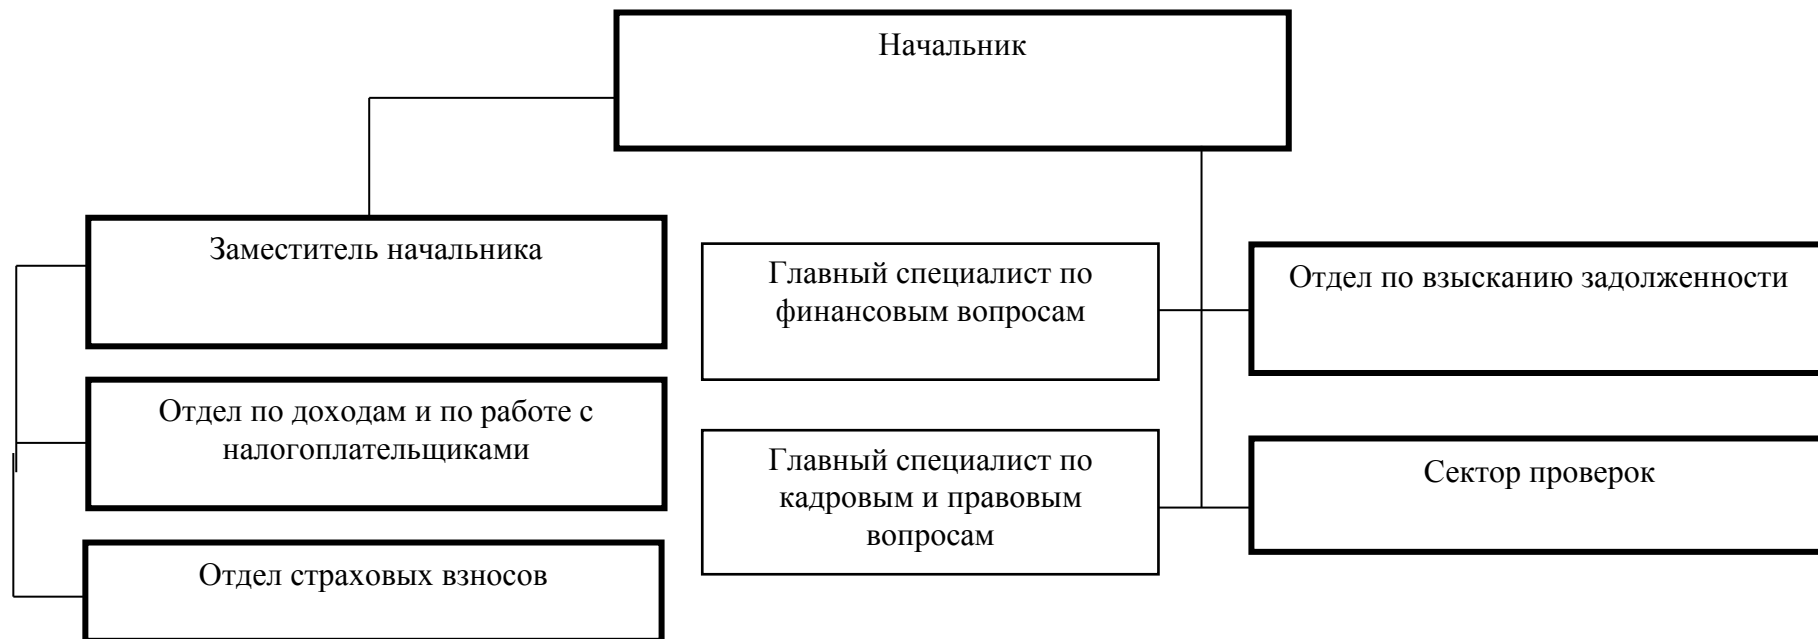 Начальник
Заместитель начальника
Главный специалист по
финансовым вопросам
Отдел по взысканию задолженности
Отдел по доходам и по работе с
налогоплательщиками
Главный специалист по
кадровым и правовым
вопросам
Сектор проверок
Отдел страховых взносов